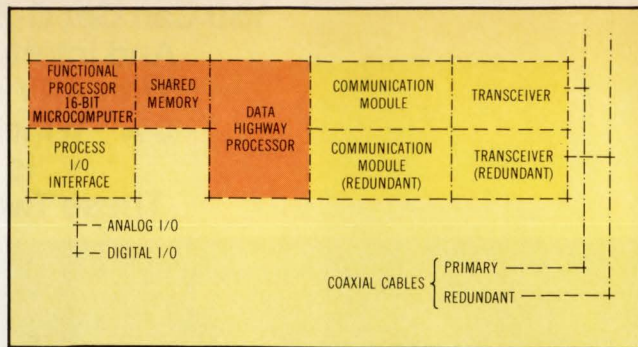 FUNCTIONAL
PROCESSOR
16-BIT
MICROCOMPUTER
SHARED
MEMORY
DATA
HIGHWAY
PROCESSOR
COMMUNICATION
MODULE
TRANSCEIVER
PROCESS
I/O
INTERFACE
COMMUNICATION
MODULE
(REDUNDANT)
TRANSCEIVER
(REDUNDANT)
ANALOG I/O
DIGITAL I/O
COAXIAL CABLES
PRIMARY
REDUNDANT